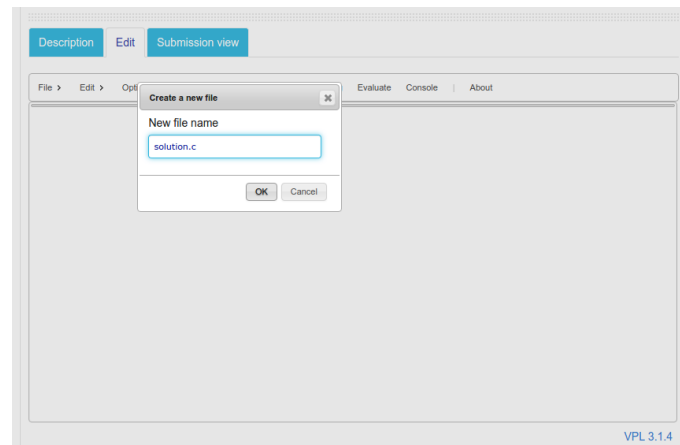 Description Edit Submission view
File > Edit > Opti Evaluate Console | About
Create a new file
New file name
solution.c
OK Cancel
VPL 3.1.4